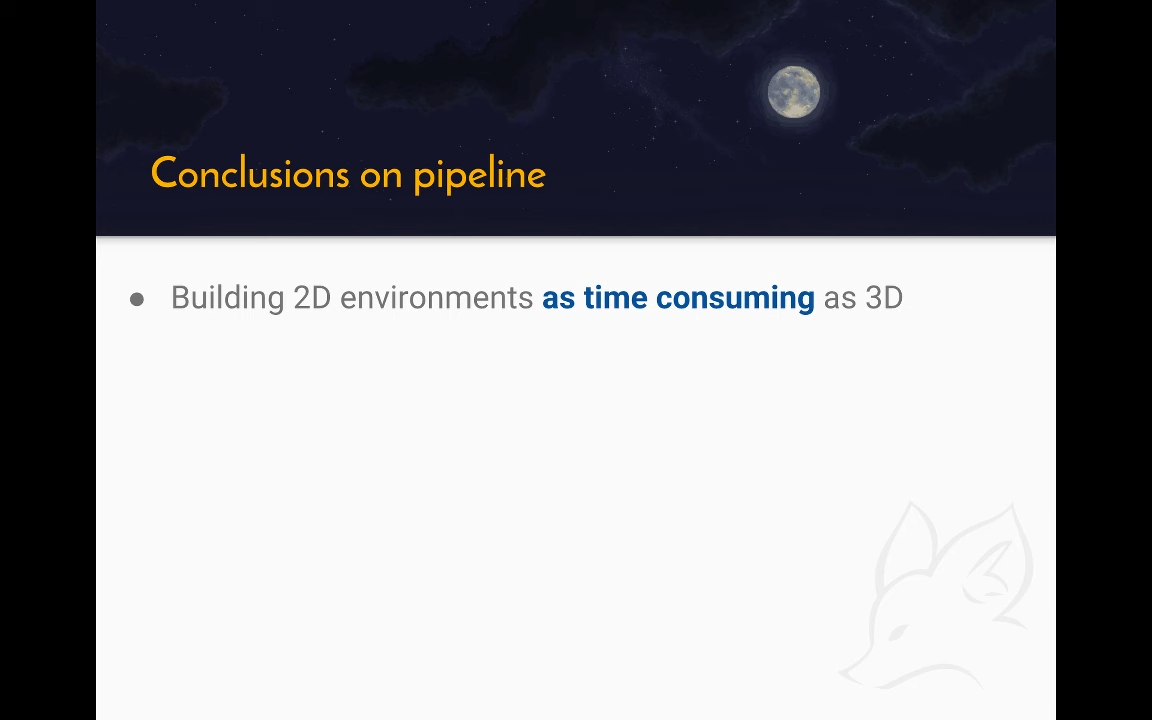 Conclusions on pipeline
● Building 2D environments as time consuming as 3D